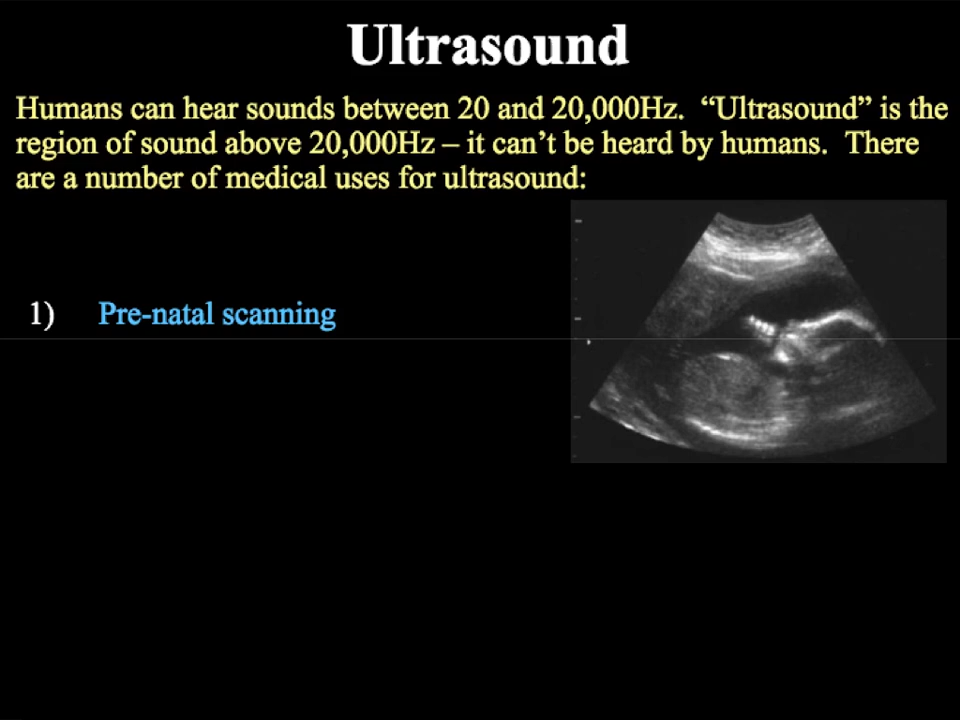 Ultrasound
Humans can hear sounds between 20 and 20,000Hz.  “Ultrasound” is the
region of sound above 20,000Hz – it can’t be heard by humans.  There
are a number of medical uses for ultrasound:
1) Pre-natal scanning